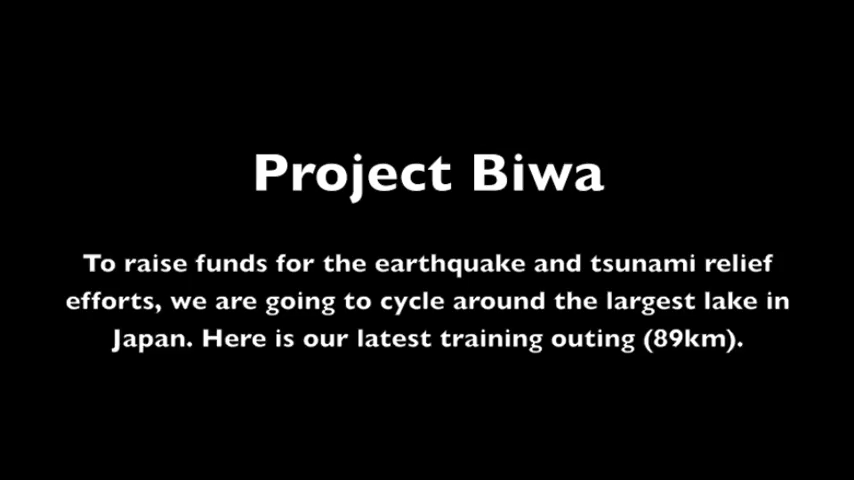 Project Biwa
To raise funds for the earthquake and tsunami relief
efforts, we are going to cycle around the largest lake in
Japan. Here is our latest training outing (89km).